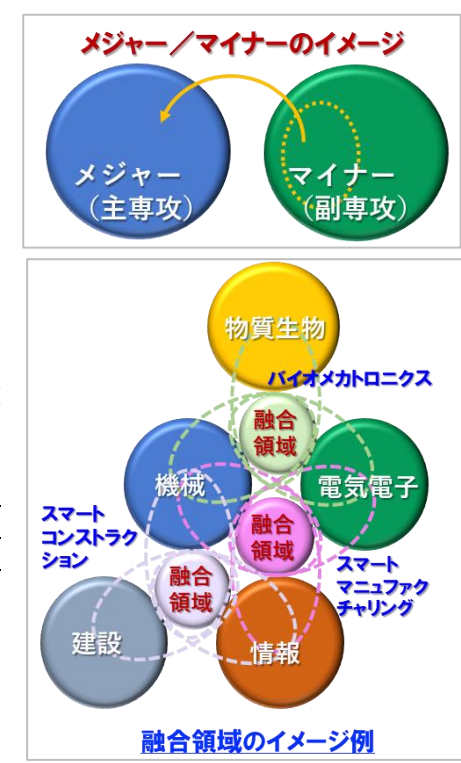 メジャー／マイナーのイメージ
メジャー
（主専攻）
マイナー
（副専攻）
物質生物
バイオメカトロニクス
融合
領域
機械
電気電子
スマート
コンストラク
ション
融合
領域
融合
領域
スマート
マニュファク
チャリング
建設
情報
融合領域のイメージ例